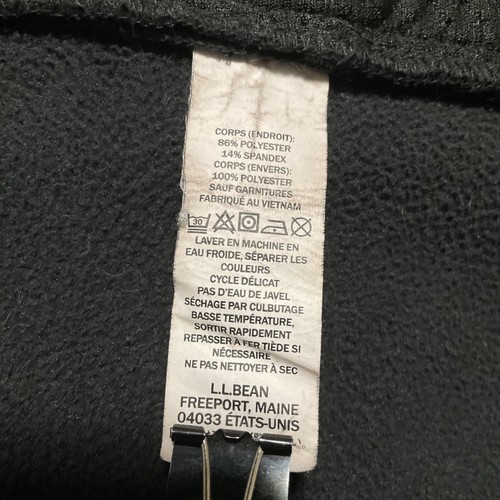 CORPS (ENDROIT):
86% POLYESTER
14% SPANDEX
CORPS (ENVERS):
100% POLYESTER
SAUF GARNITURES
FABRIQUÉ AU VIETNAM
30
LAVER EN MACHINE EN
EAU FROIDE, SÉPARER LES
COULEURS
CYCLE DÉLICAT
PAS D'EAU DE JAVEL
SÉCHAGE PAR CULBUTAGE
BASSE TEMPÉRATURE,
SORTIR RAPIDEMENT
REPASSER À FER TIÈDE SI
NÉCESSAIRE
NE PAS NETTOYER À SEC
L.L.BEAN
FREEPORT, MAINE
04033 ÉTATS-UNIS